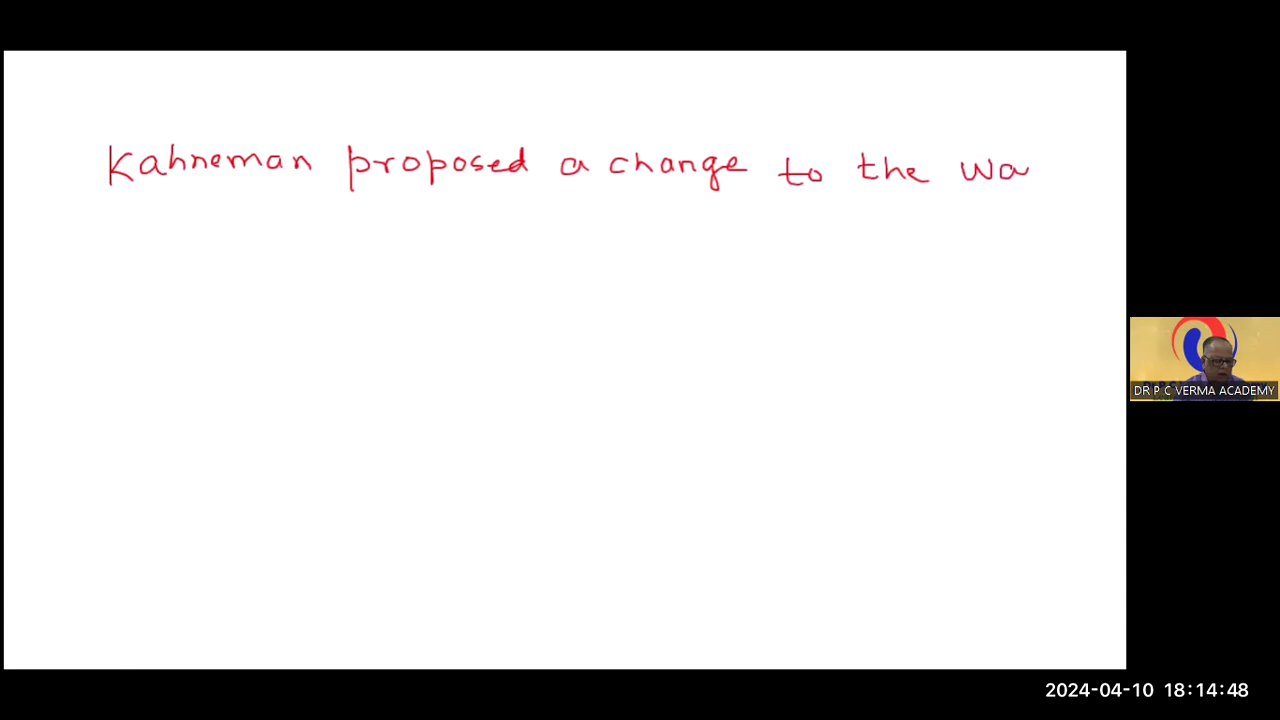 Kahneman proposed a change to the wa
DR P C VERMA ACADEMY
2024-04-10 18:14:48